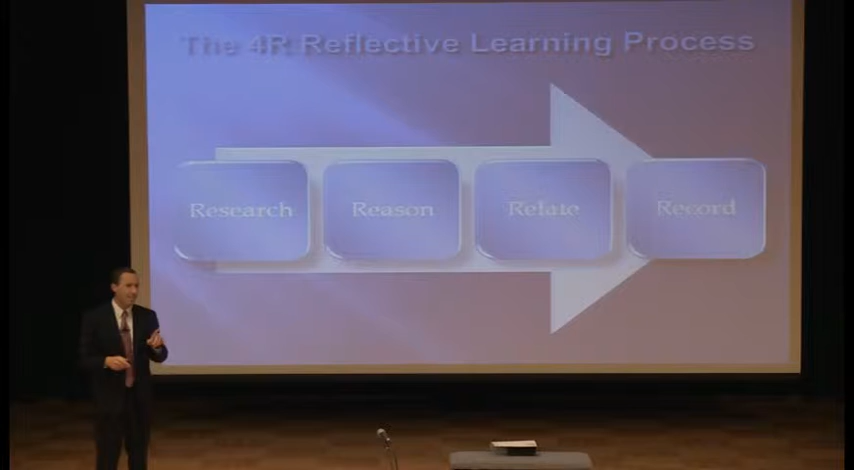 The 4R Reflective Learning Process
Research Reason Relate Record